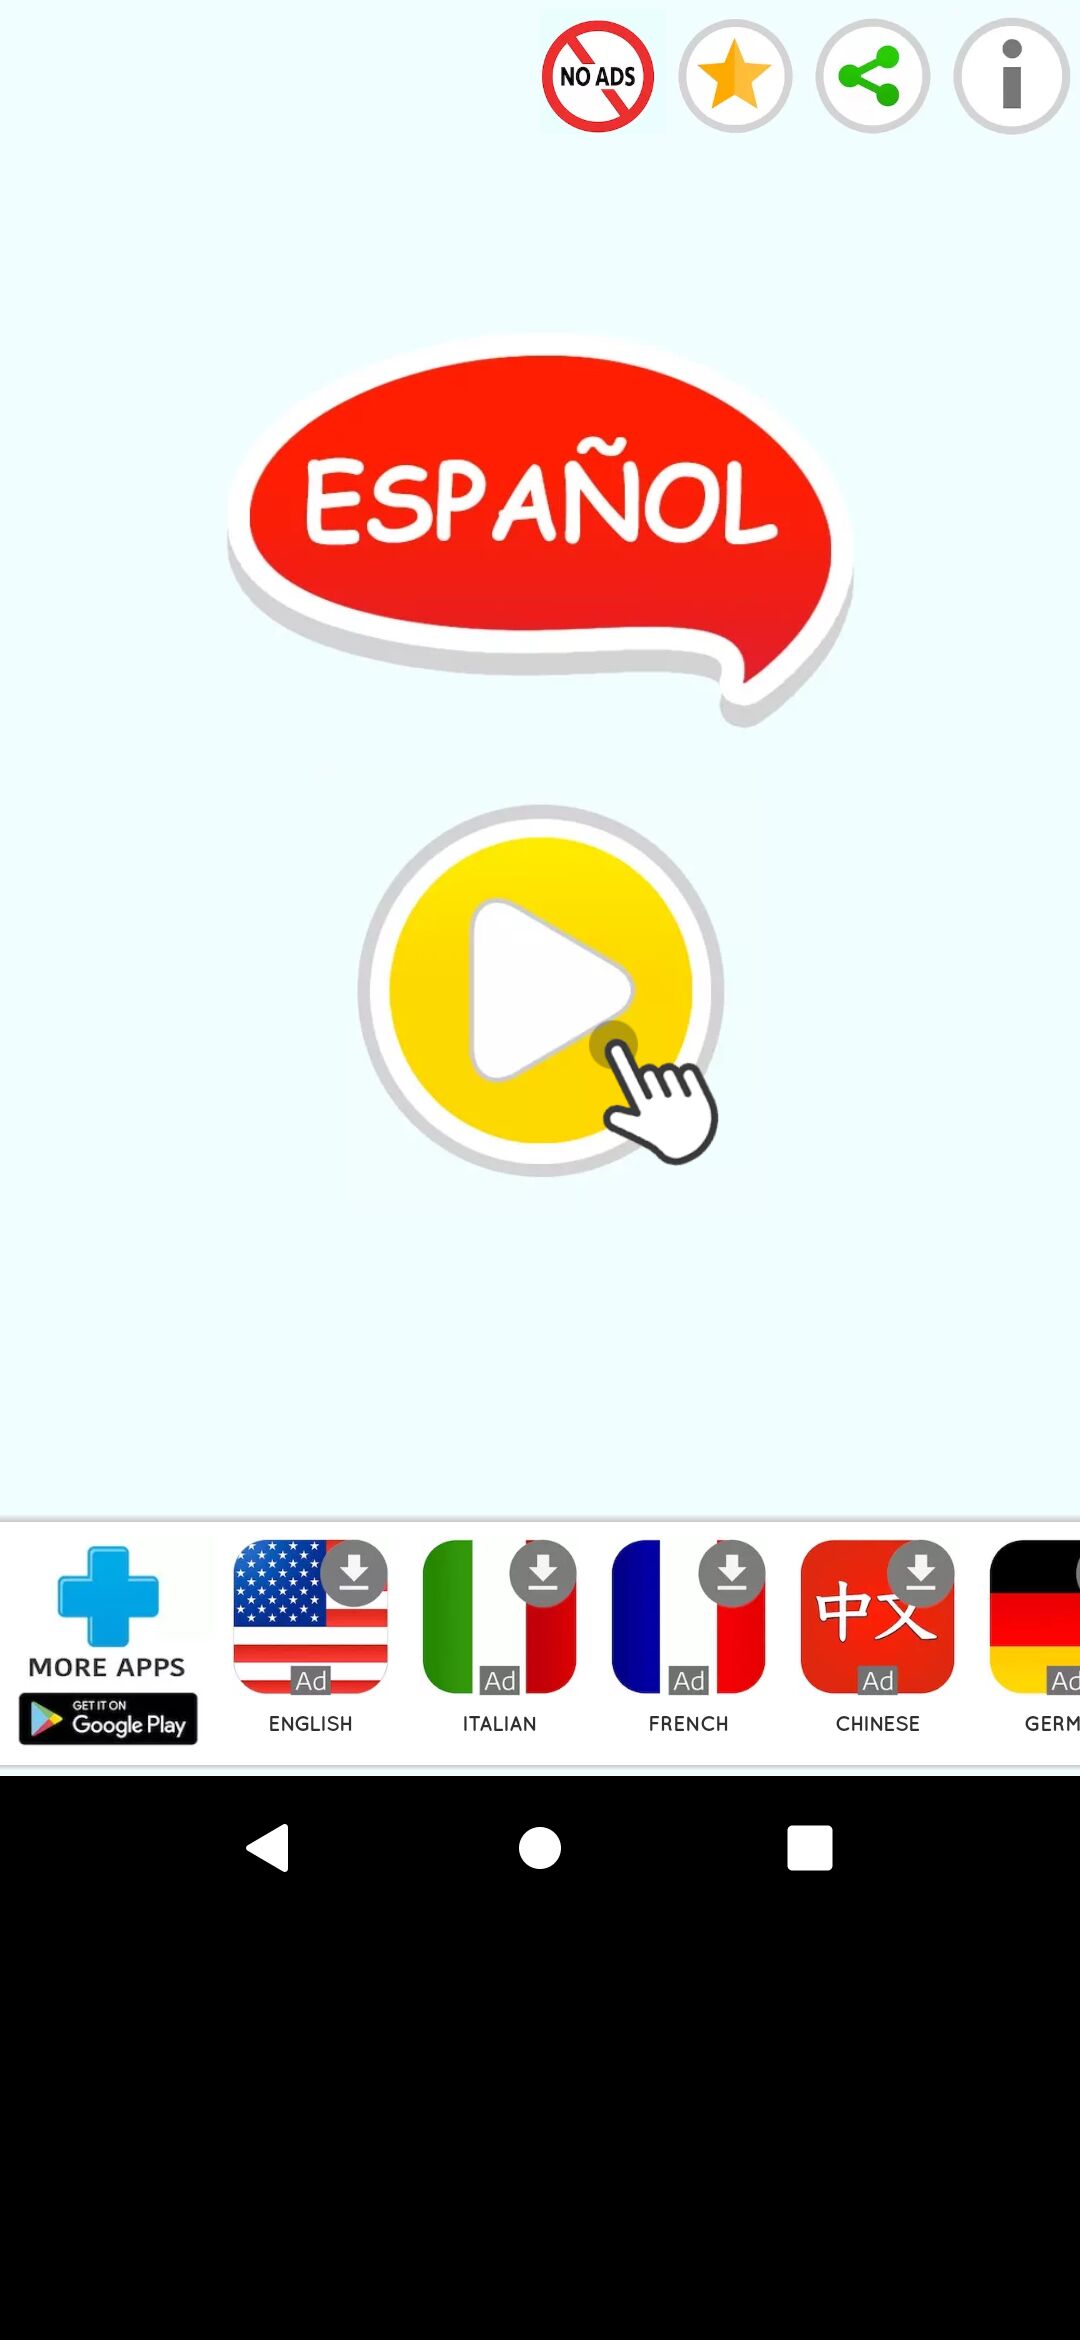 NO ADS
ESPAÑOL
MORE APPS
GET IT ON
Google Play
Ad
ENGLISH
Ad
ITALIAN
Ad
FRENCH
中文
Ad
CHINESE
Ad
GERM